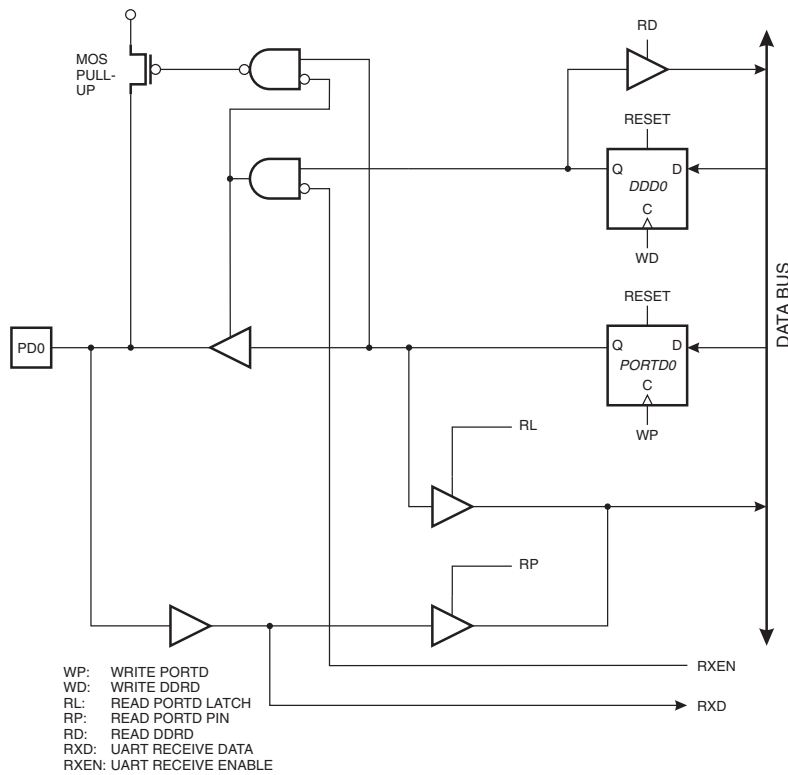 RD
MOS
PULL-
UP
RESET
Q
D
DDD0
C
WD
DATA BUS
RESET
PD0
Q
D
PORTD0
C
WP
RL
RP
RXEN
RXD
WP: WRITE PORTD
WD: WRITE DDRD
RL: READ PORTD LATCH
RP: READ PORTD PIN
RD: READ DDRD
RXD: UART RECEIVE DATA
RXEN: UART RECEIVE ENABLE